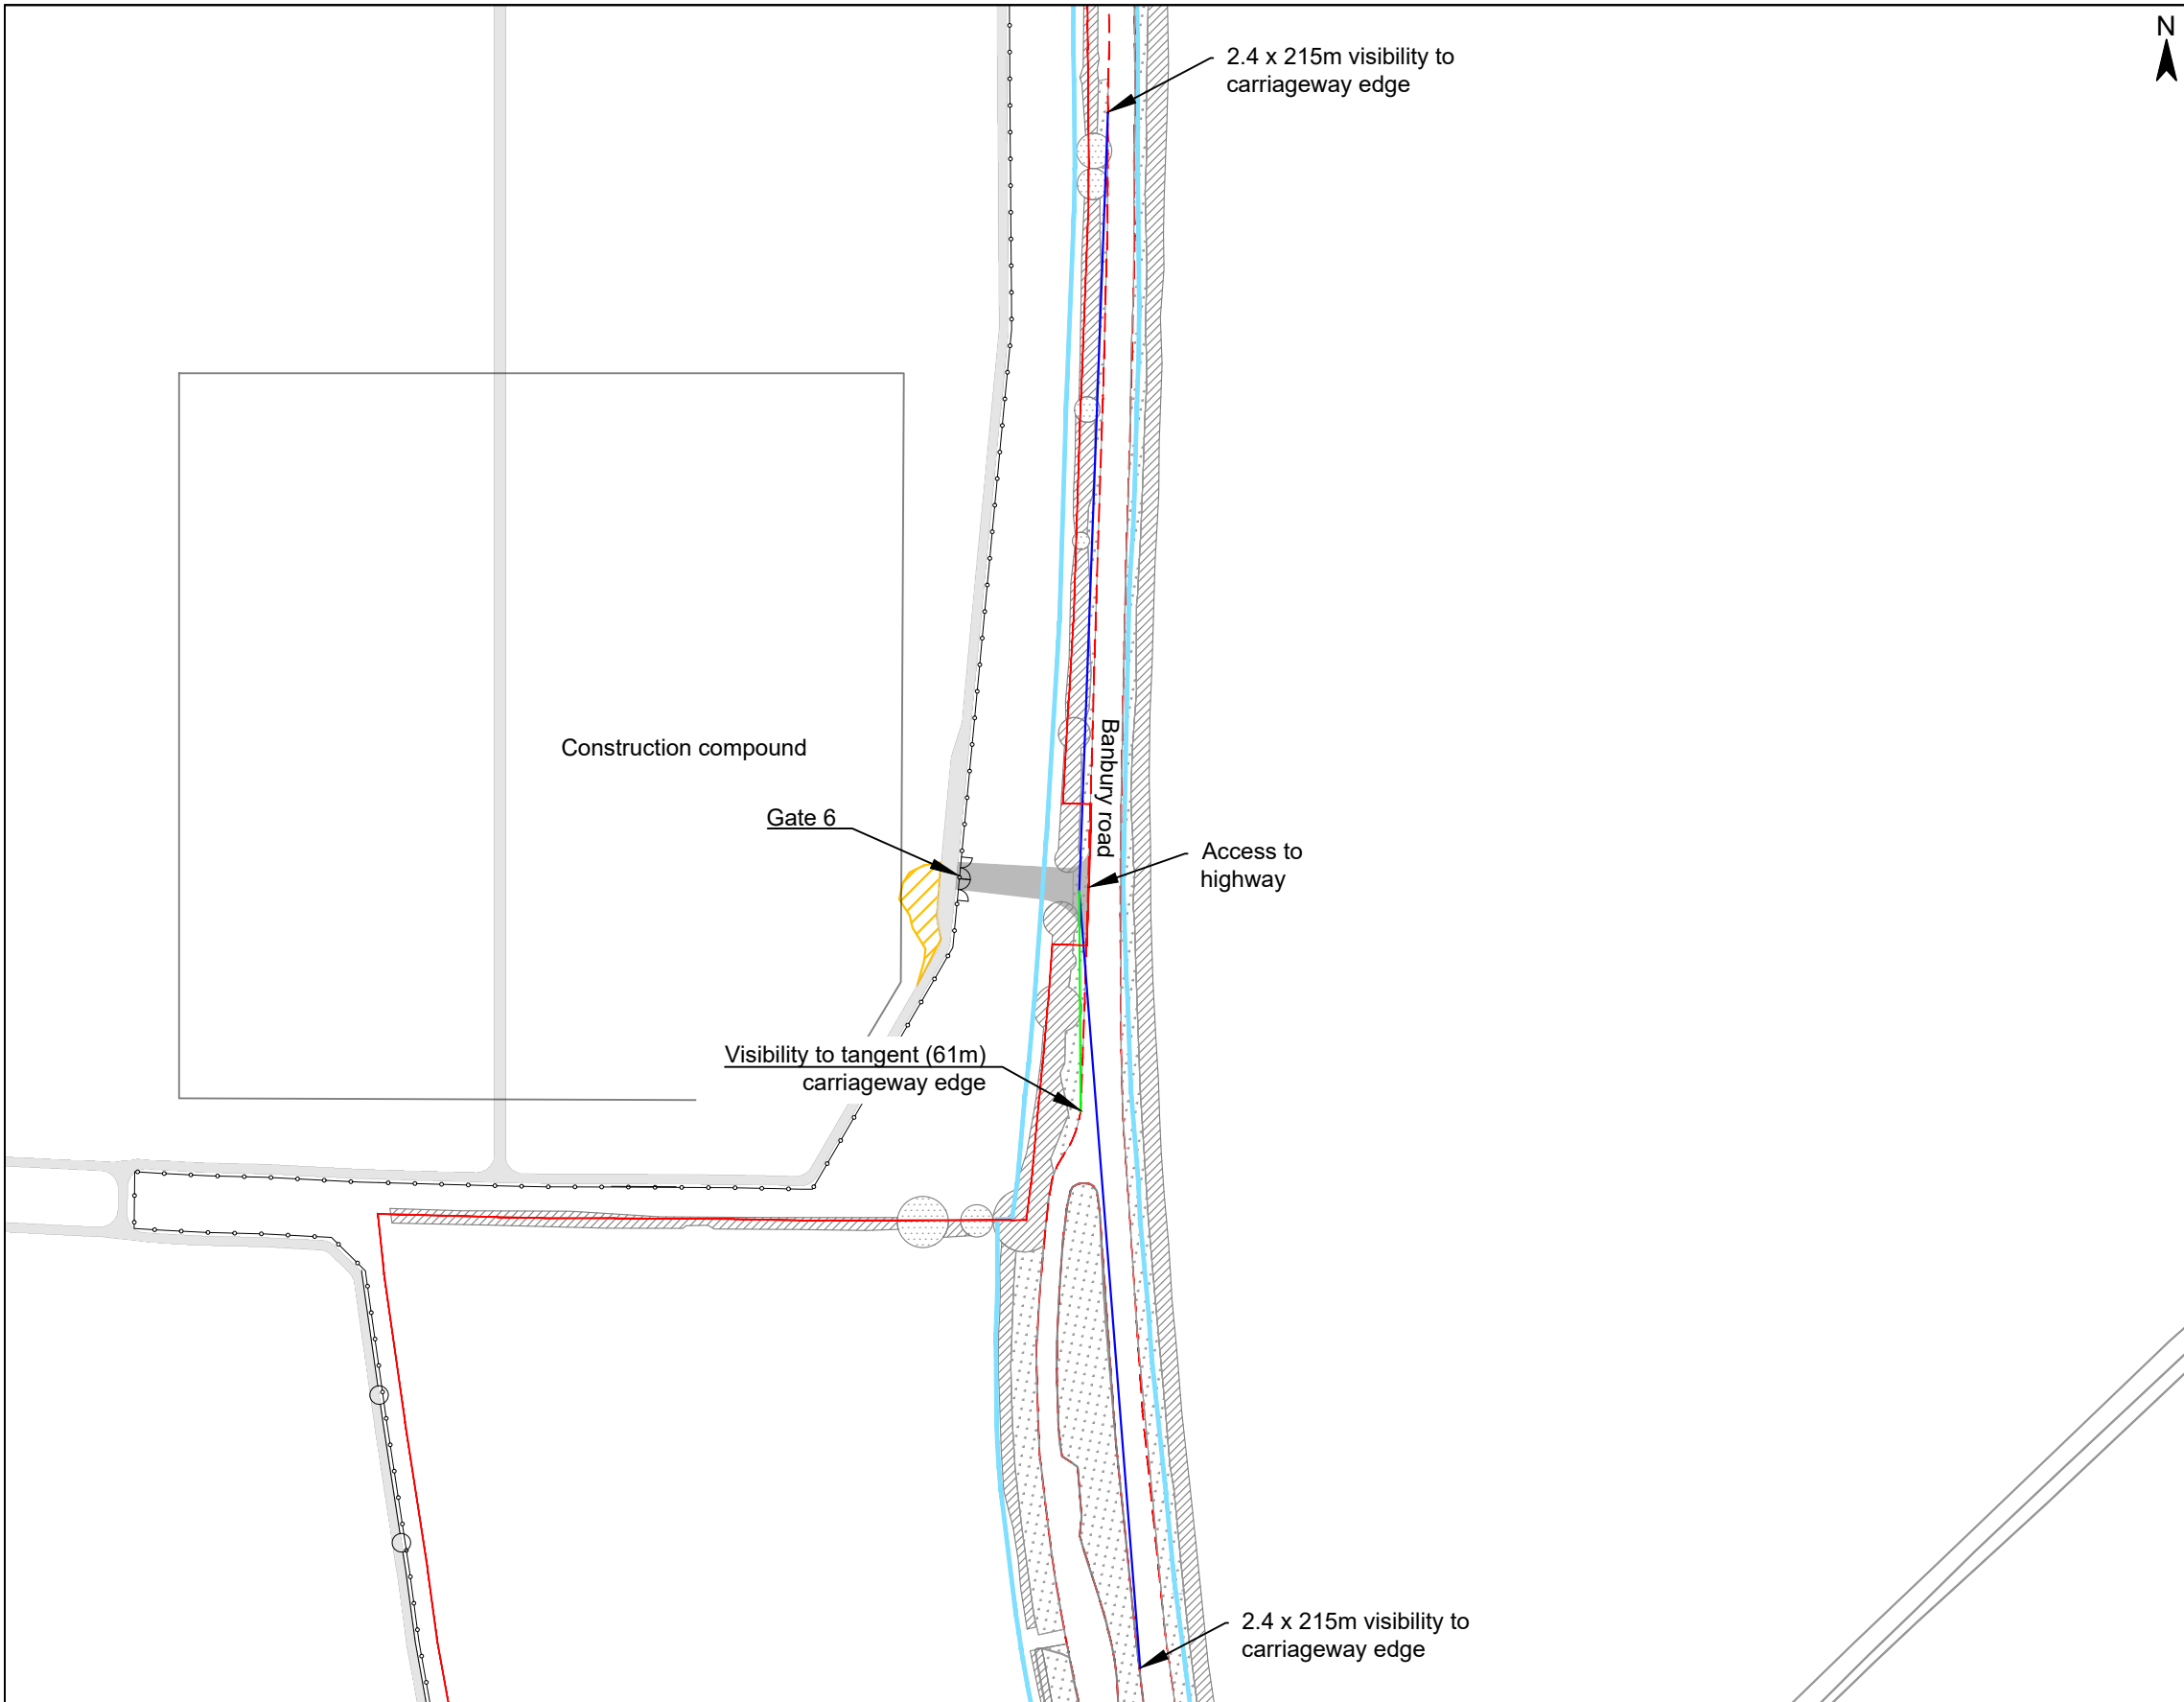 N
2.4 x 215m visibility to
carriageway edge
Construction compound
Banbury road
Gate 6
Access to
highway
Visibility to tangent (61m)
carriageway edge
2.4 x 215m visibility to
carriageway edge